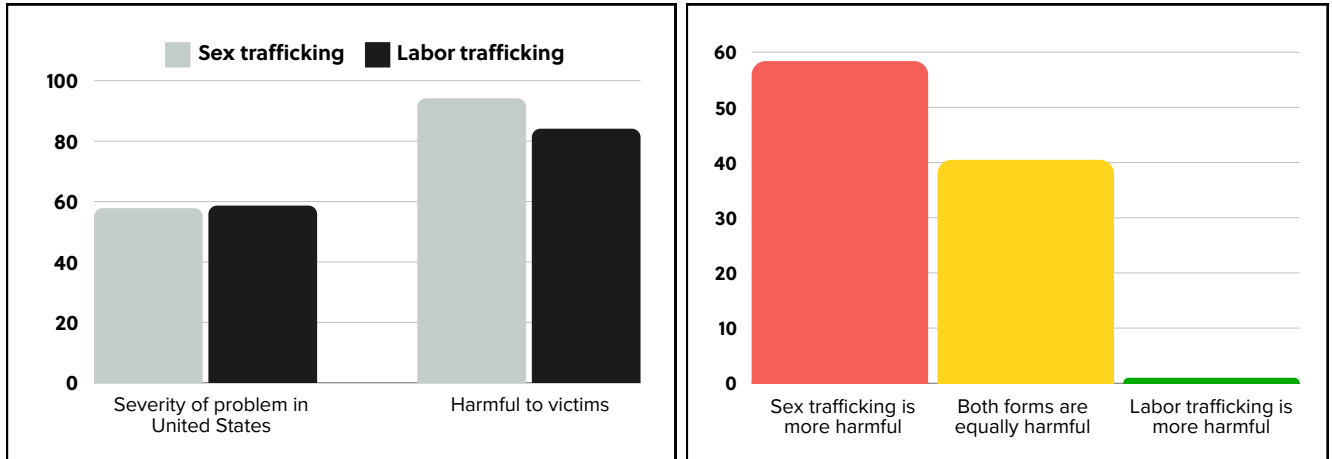 Sex trafficking
Labor trafficking
100
80
60
40
20
0
Severity of problem in
United States
Harmful to victims
60
50
40
30
20
10
0
Sex trafficking is
more harmful
Both forms are
equally harmful
Labor trafficking is
more harmful